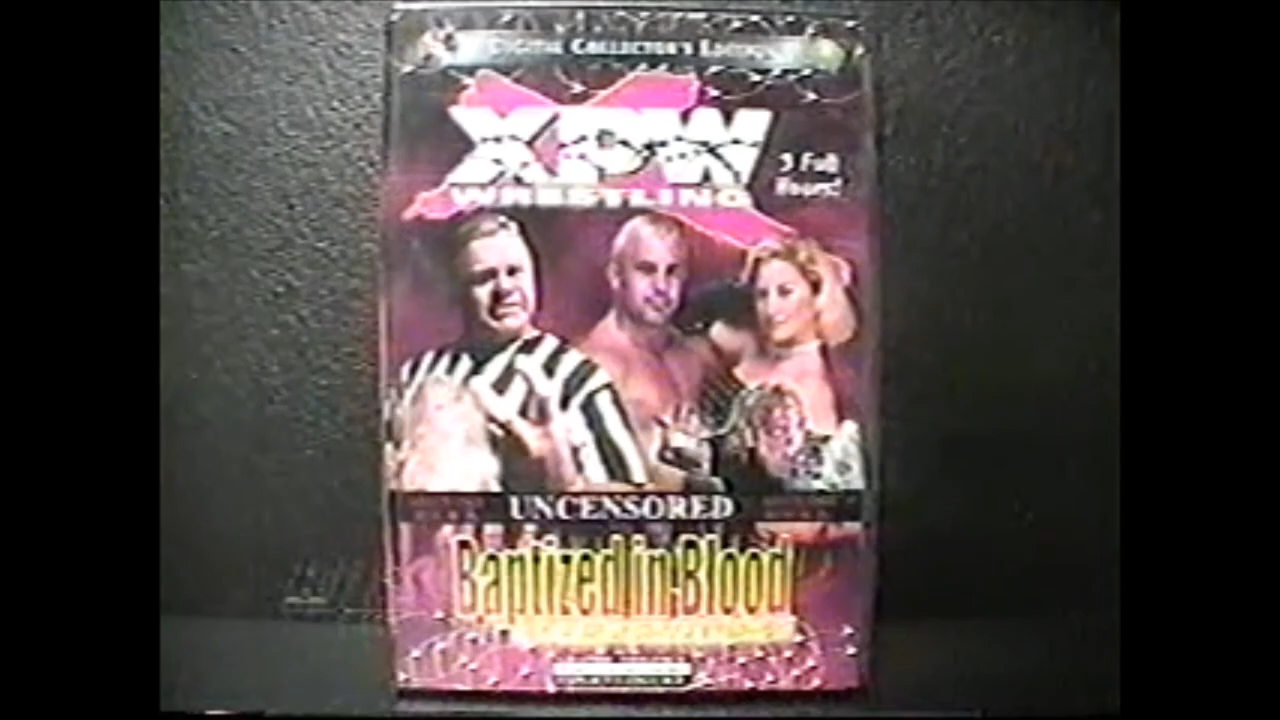 DIGITAL COLLECTOR'S EDITION
XPW
WRESTLING
3 Full
Hours!
UNCENSORED
Baptized in Blood